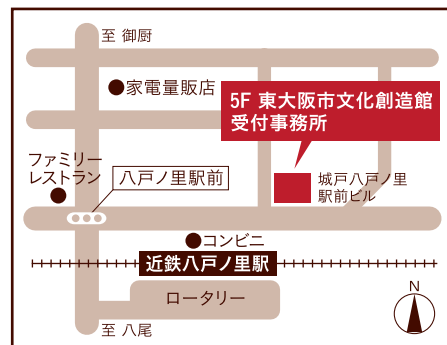 至 御厨
家電量販店
5F 東大阪市文化創造館
受付事務所
ファミリー
レストラン
八戸ノ里駅前
城戸八戸ノ里
駅前ビル
コンビニ
近鉄八戸ノ里駅
ロータリー
N
至 八尾